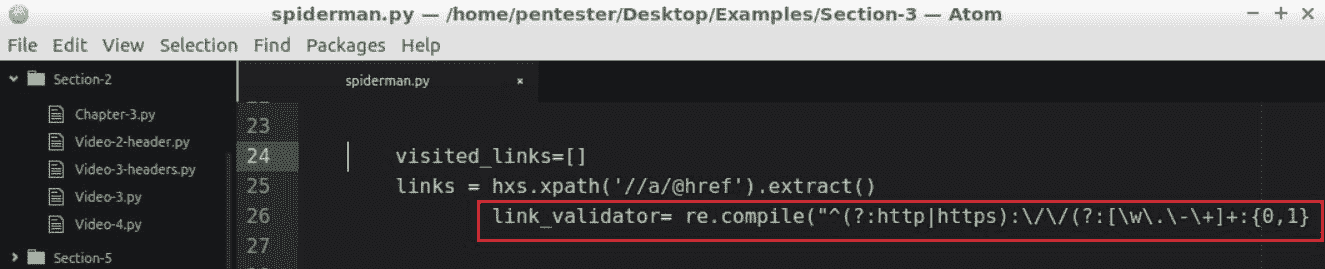 spiderman.py — /home/pentester/Desktop/Examples/Section-3 — Atom
File Edit View Selection Find Packages Help
Section-2
Chapter-3.py
Video-2-header.py
Video-3-headers.py
Video-3.py
Video-4.py
Section-5
spiderman.py
23
24 visited_links=[]
25 links = hxs.xpath('//a/@href').extract()
26 link_validator= re.compile("^(?:http|https):\/\/(?:[\w\.\-\+]+:{0,1}
27